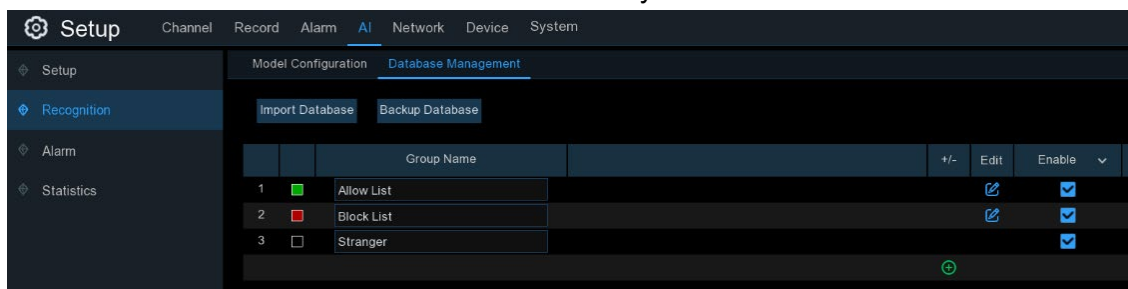 Setup Channel Record Alarm AI Network Device System
Setup
Recognition
Alarm
Statistics
Model Configuration Database Management
Import Database Backup Database
Group Name +/- Edit Enable
1 Allow List
2 Block List
3 Stranger